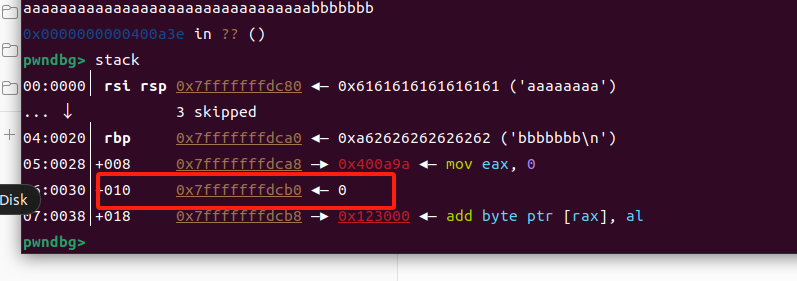 aaaaaaaaaaaaaaaaaaaaaaaaaaaaaaaabbbbbbb
0x0000000000400a3e in ?? ()
pwndbg> stack
00:0000│ rsi rsp 0x7fffffffdc80 ◂— 0x6161616161616161 ('aaaaaaaa')
... ↓ 3 skipped
04:0020│ rbp 0x7fffffffdca0 ◂— 0xa62626262626262 ('bbbbbbb\n')
05:0028│+008 0x7fffffffdca8 —▸ 0x400a9a ◂— mov eax, 0
6:0030│+010 0x7fffffffdcb0 ◂— 0
Disk
07:0038│+018 0x7fffffffdcb8 —▸ 0x123000 ◂— add byte ptr [rax], al
pwndbg>